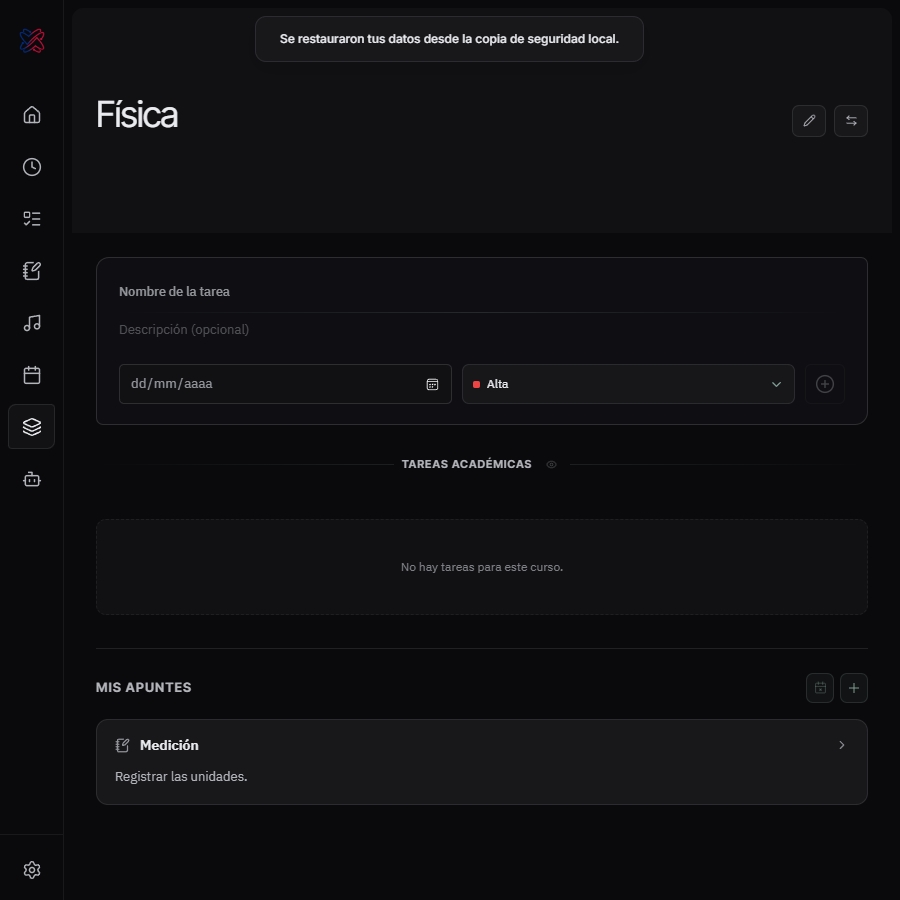 Se restauraron tus datos desde la copia de seguridad local.
Física
Nombre de la tarea
Descripción (opcional)
dd/mm/aaaa
Alta
TAREAS ACADÉMICAS
No hay tareas para este curso.
MIS APUNTES
Medición
Registrar las unidades.